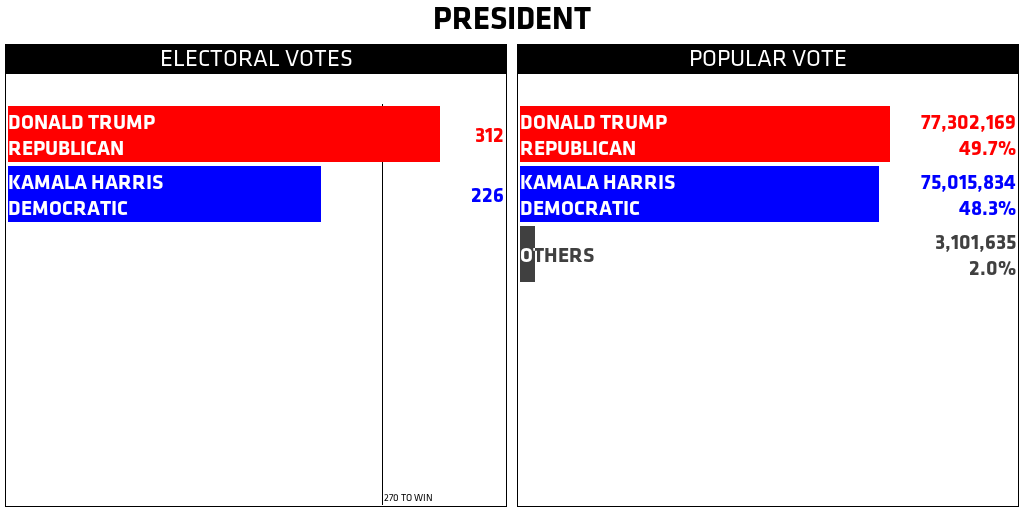 PRESIDENT
ELECTORAL VOTES
DONALD TRUMP
REPUBLICAN
312
KAMALA HARRIS
DEMOCRATIC
226
270 TO WIN
POPULAR VOTE
DONALD TRUMP
77,302,169
REPUBLICAN
49.7%
KAMALA HARRIS
75,015,834
DEMOCRATIC
48.3%
OTHERS
3,101,635
2.0%